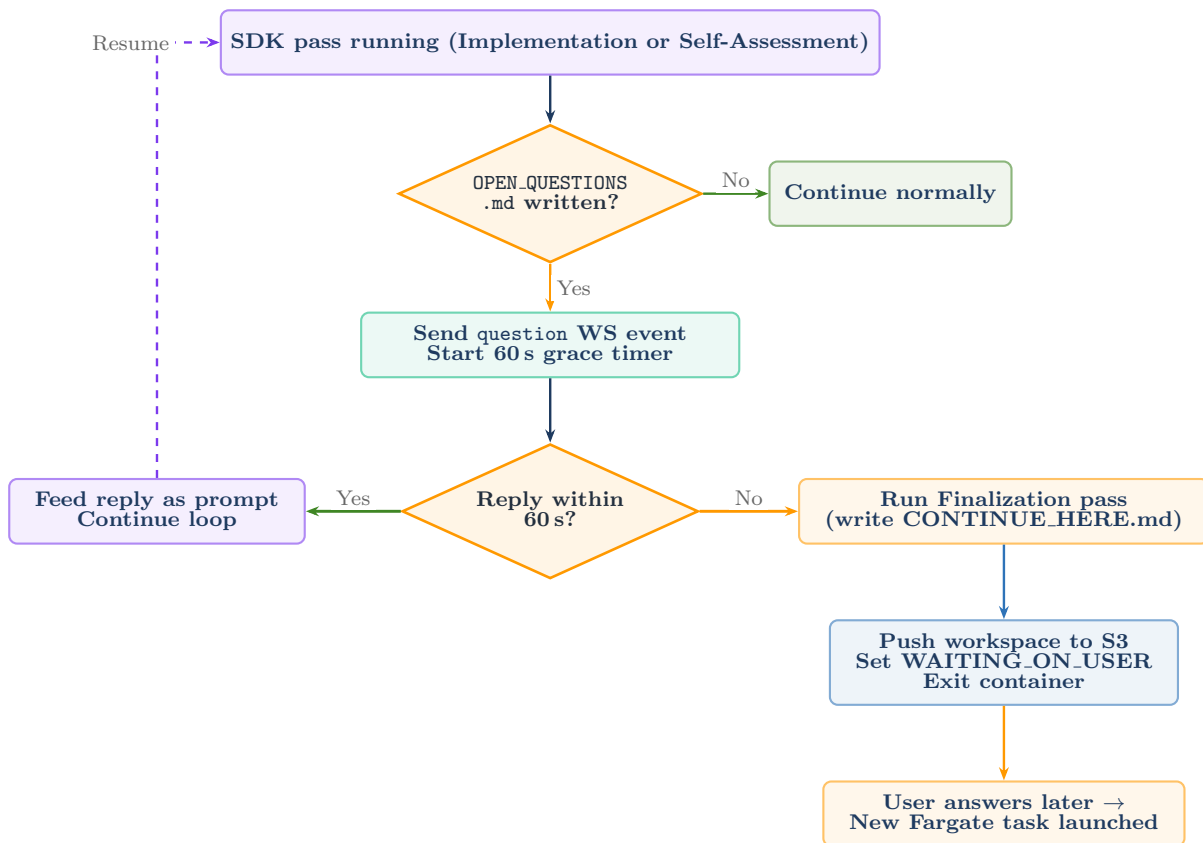 Resume
SDK pass running (Implementation or Self-Assessment)
OPEN_QUESTIONS
.md written?
No
Continue normally
Yes
Send question WS event
Start 60 s grace timer
Feed reply as prompt
Continue loop
Yes
Reply within
60 s?
No
Run Finalization pass
(write CONTINUE_HERE.md)
Push workspace to S3
Set WAITING_ON_USER
Exit container
User answers later →
New Fargate task launched